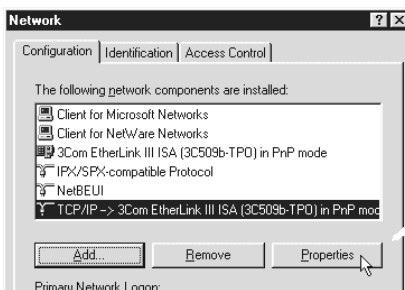 Network
Configuration Identification Access Control
The following network components are installed:
Client for Microsoft Networks
Client for NetWare Networks
3Com EtherLink III ISA (3C509b-TPO) in PnP mode
IPX/SPX-compatible Protocol
NetBEUI
TCP/IP -> 3Com EtherLink III ISA (3C509b-TPO) in PnP mod
Add... Remove Properties
Primary Network Logon: